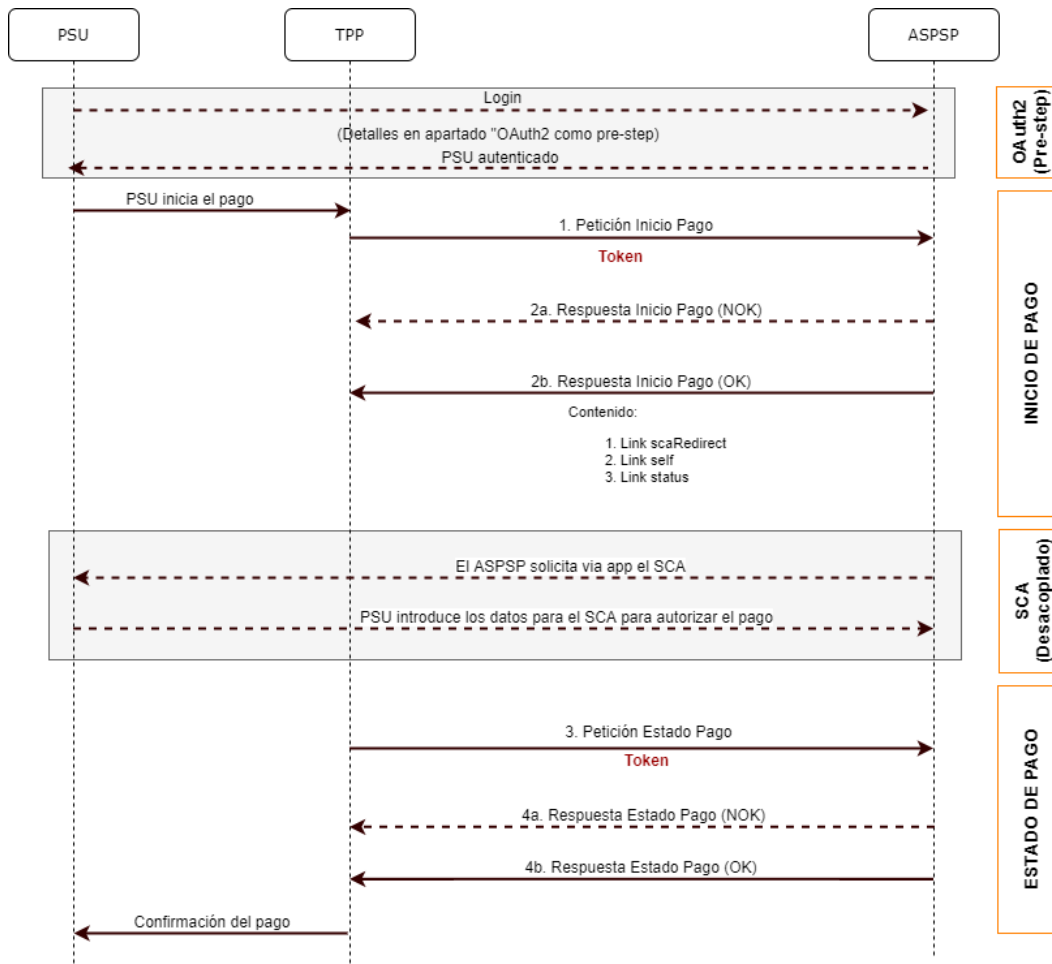 PSU
TPP
ASPSP
Login
(Detalles en apartado "OAuth2 como pre-step)
PSU autenticado
OAuth2
(Pre-step)
PSU inicia el pago
1. Petición Inicio Pago
Token
2a. Respuesta Inicio Pago (NOK)
2b. Respuesta Inicio Pago (OK)
Contenido:
1. Link scaRedirect
2. Link self
3. Link status
INICIO DE PAGO
El ASPSP solicita via app el SCA
PSU introduce los datos para el SCA para autorizar el pago
SCA
(Desacoplado)
3. Petición Estado Pago
Token
4a. Respuesta Estado Pago (NOK)
4b. Respuesta Estado Pago (OK)
Confirmación del pago
ESTADO DE PAGO